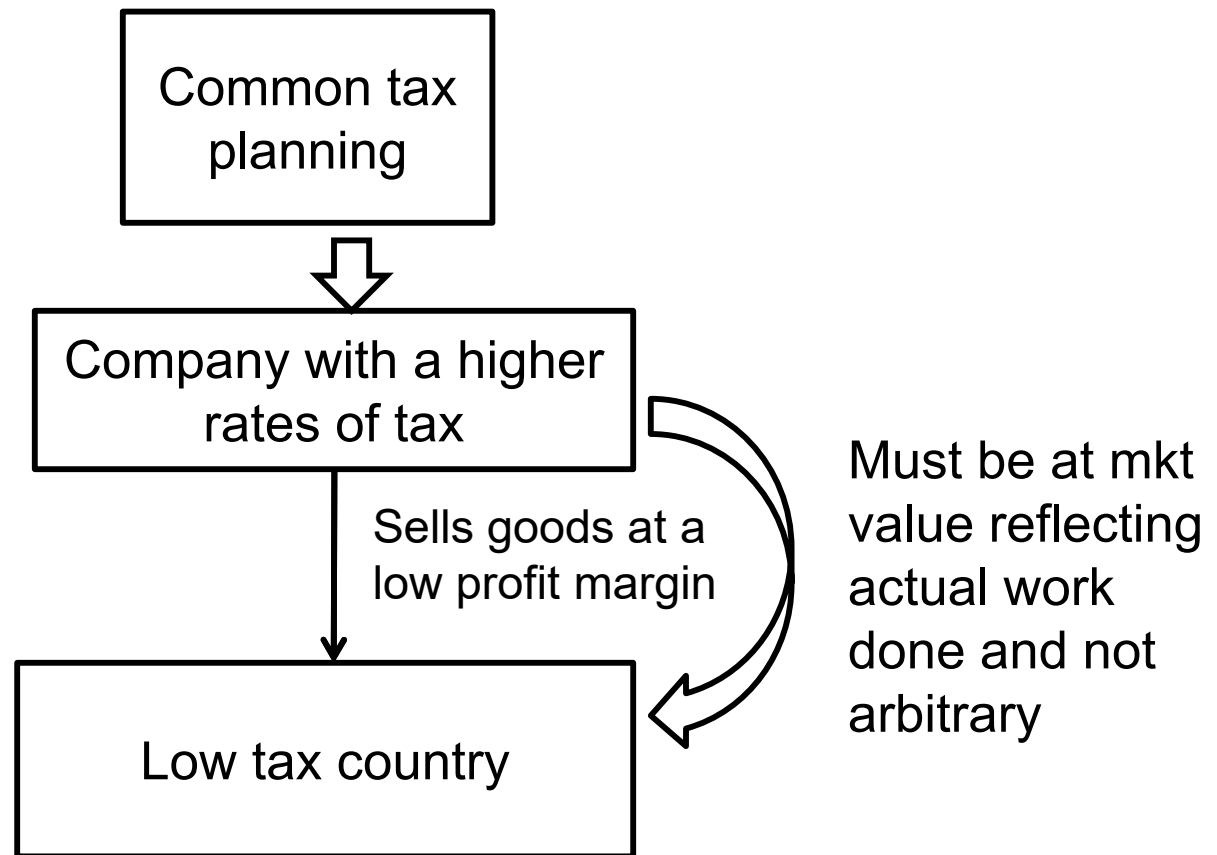 Common tax
planning
Company with a higher
rates of tax
Sells goods at a
low profit margin
Must be at mkt
value reflecting
actual work
done and not
arbitrary
Low tax country